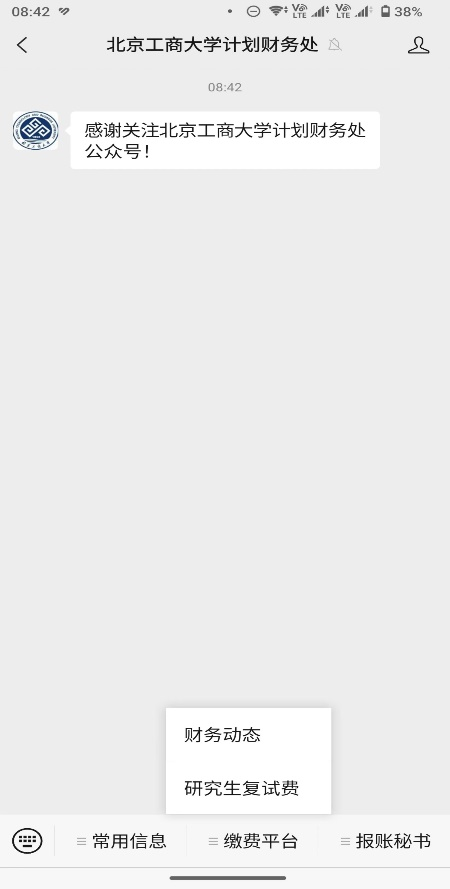 08:42 38%
北京工商大学计划财务处
08:42
感谢关注北京工商大学计划财务处
公众号！
财务动态
研究生复试费
常用信息 缴费平台 报账秘书